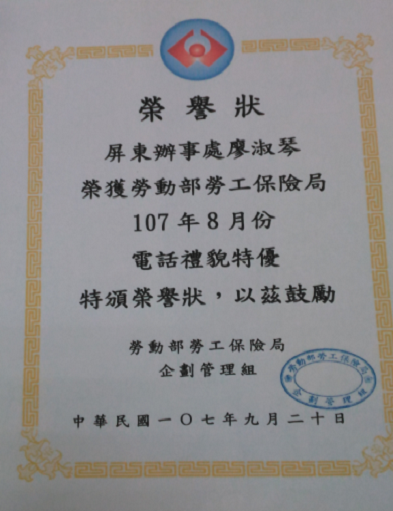 榮譽狀
屏東辦事處廖淑琴
榮獲勞動部勞工保險局
107年8月份
電話禮貌特優
特頒榮譽狀，以茲鼓勵
勞動部勞工保險局
企劃管理組
中華民國一〇七年九月二十日